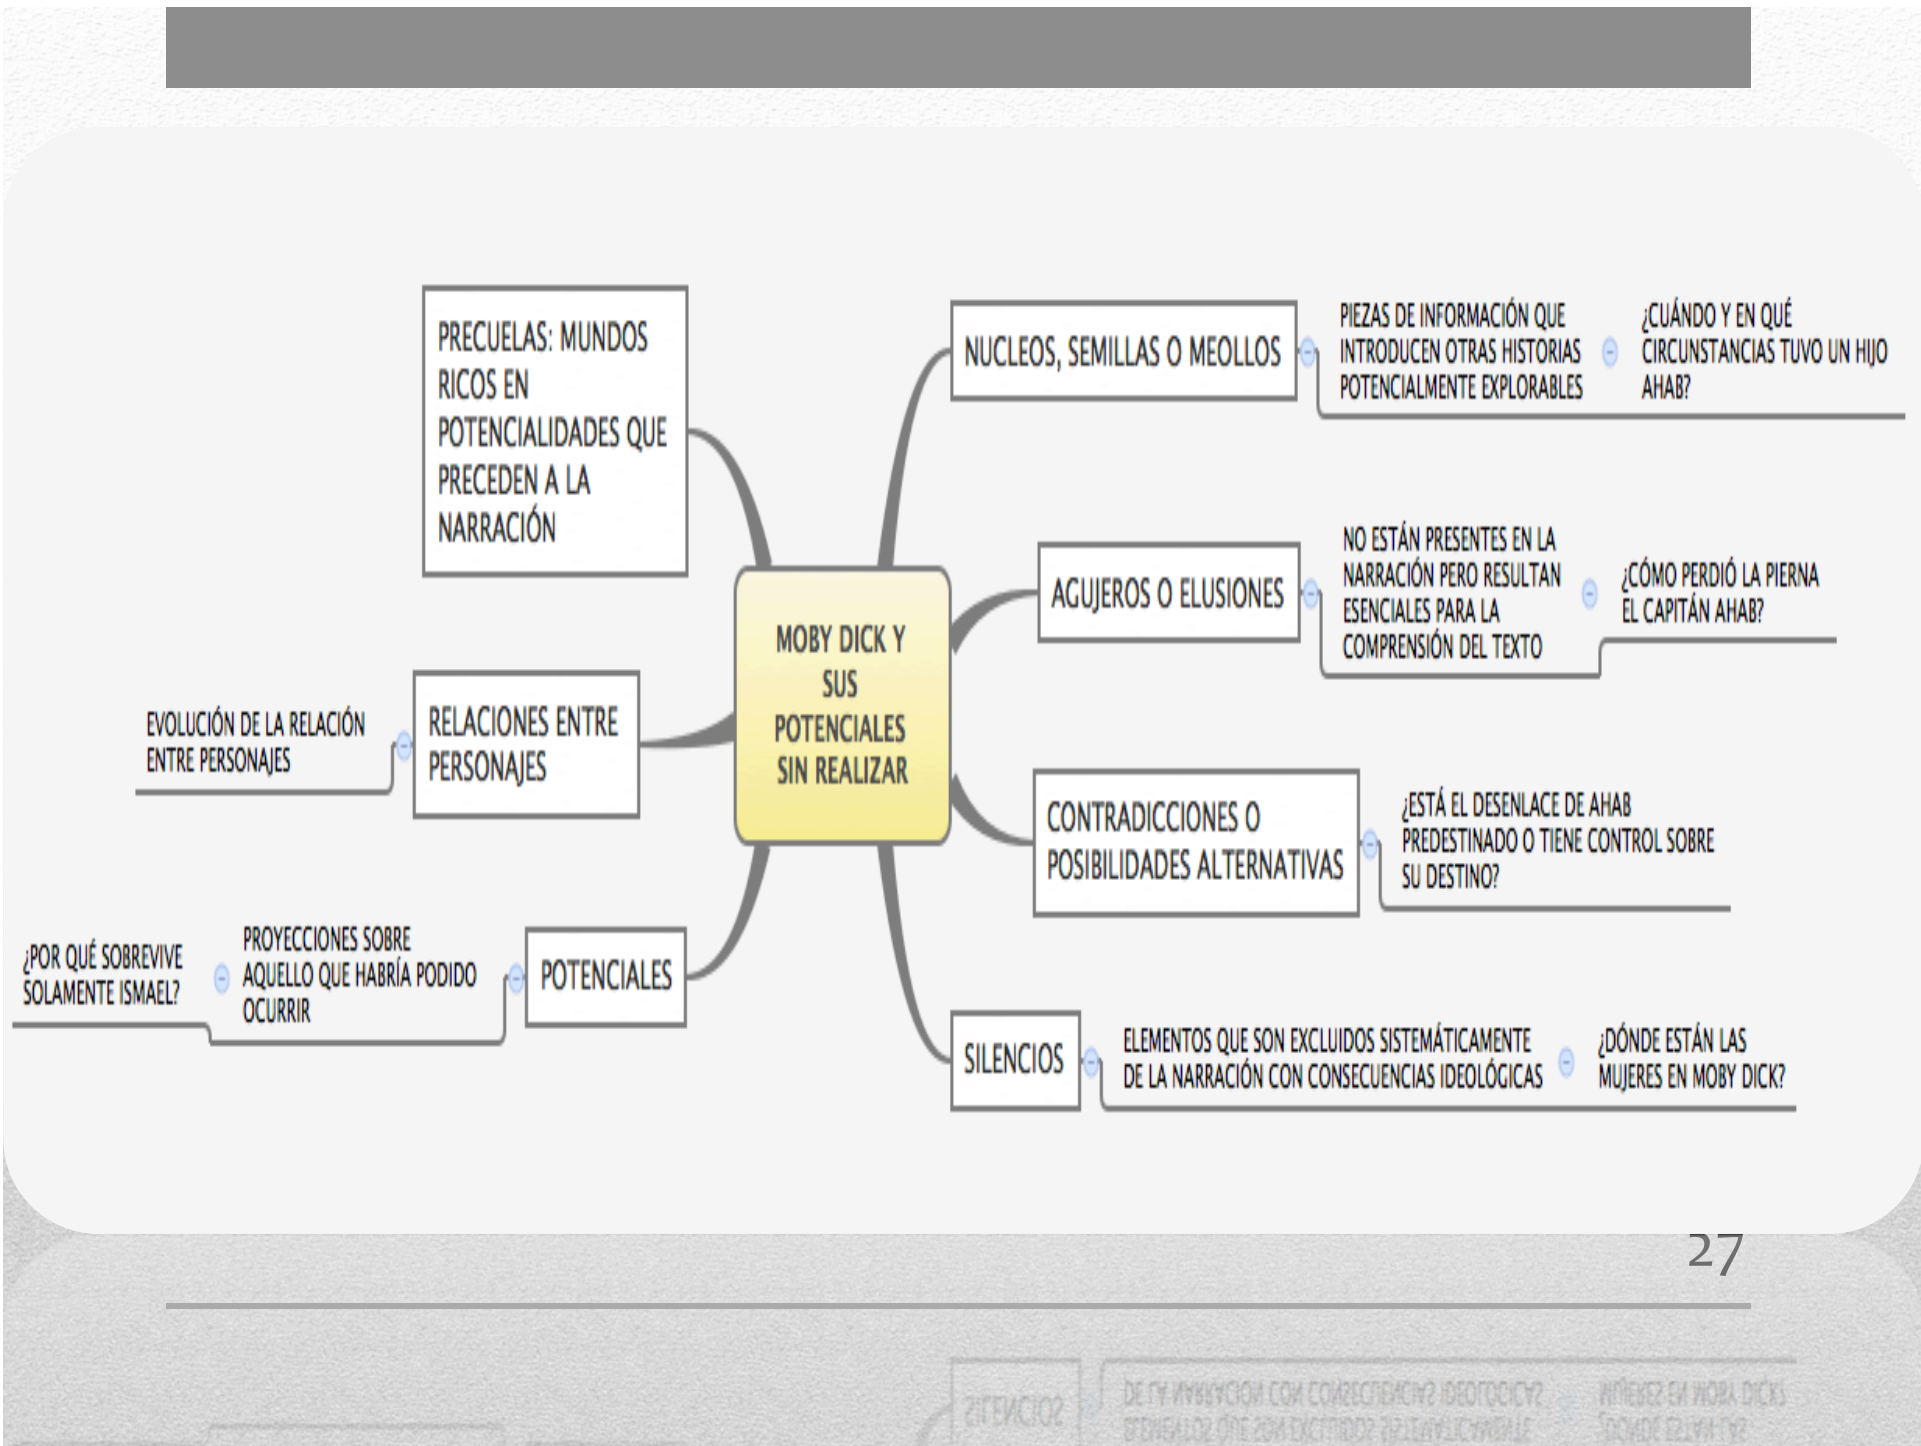 PRECUELAS: MUNDOS
RICOS EN
POTENCIALIDADES QUE
PRECEDEN A LA
NARRACIÓN
RELACIONES ENTRE
PERSONAJES
EVOLUCIÓN DE LA RELACIÓN
ENTRE PERSONAJES
POTENCIALES
PROYECCIONES SOBRE
AQUELLO QUE HABRÍA PODIDO
OCURRIR
¿POR QUÉ SOBREVIVE
SOLAMENTE ISMAEL?
MOBY DICK Y
SUS
POTENCIALES
SIN REALIZAR
NUCLEOS, SEMILLAS O MEOLLOS
PIEZAS DE INFORMACIÓN QUE
INTRODUCEN OTRAS HISTORIAS
POTENCIALMENTE EXPLORABLES
¿CUÁNDO Y EN QUÉ
CIRCUNSTANCIAS TUVO UN HIJO
AHAB?
AGUJEROS O ELUSIONES
NO ESTÁN PRESENTES EN LA
NARRACIÓN PERO RESULTAN
ESENCIALES PARA LA
COMPRENSIÓN DEL TEXTO
¿CÓMO PERDIÓ LA PIERNA
EL CAPITÁN AHAB?
CONTRADICCIONES O
POSIBILIDADES ALTERNATIVAS
¿ESTÁ EL DESENLACE DE AHAB
PREDESTINADO O TIENE CONTROL SOBRE
SU DESTINO?
SILENCIOS
ELEMENTOS QUE SON EXCLUIDOS SISTEMÁTICAMENTE
DE LA NARRACIÓN CON CONSECUENCIAS IDEOLÓGICAS
¿DÓNDE ESTÁN LAS
MUJERES EN MOBY DICK?
27